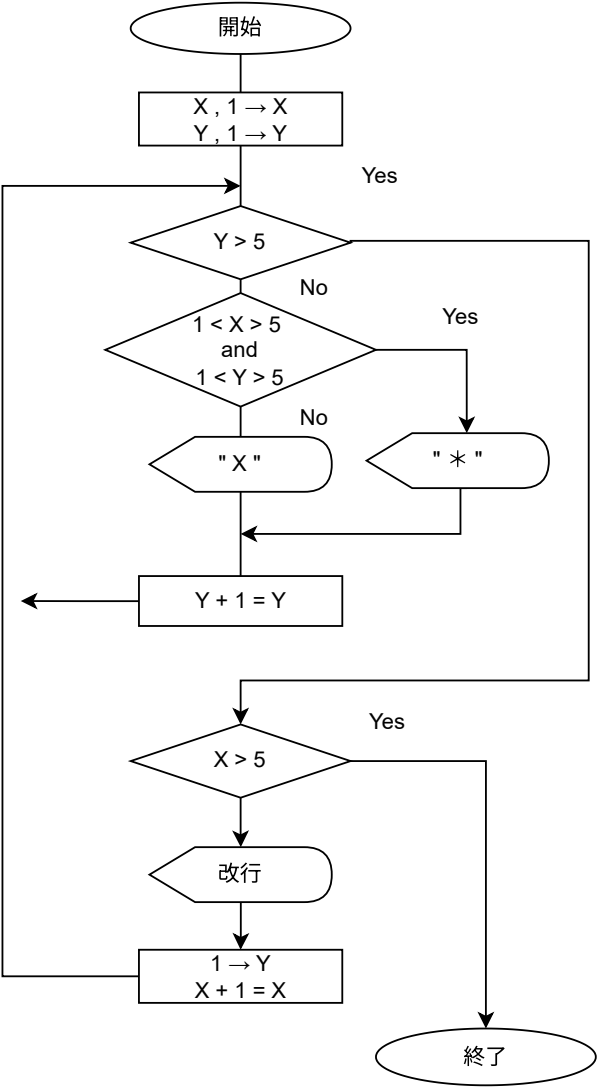 開始
X , 1 → X
Y , 1 → Y
Yes
Y > 5
No
1 < X > 5
and
1 < Y > 5
Yes
No
" X "
" ＊ "
Y + 1 = Y
Yes
X > 5
改行
1 → Y
X + 1 = X
終了